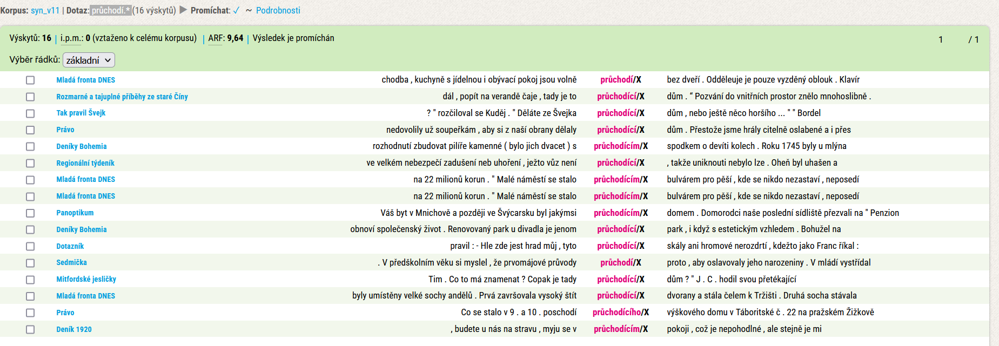 Korpus: syn_v11 | Dotaz: průchodí.* (16 výskytů) ▶ Promíchat: ✓ ~ Podrobnosti
Výskytů: 16 | i.p.m.: 0 (vztaženo k celému korpusu) | ARF: 9,64 | Výsledek je promíchán 1 / 1
Výběr řádků: základní
Mladá fronta DNES chodba , kuchyně s jídelnou i obývací pokoj jsou volně průchodí/X bez dveří . Odděleuje je pouze vyzděný oblouk . Klavír
Rozmarné a tajuplné příběhy ze staré Číny dál , popít na verandě čaje , tady je to průchodící/X dům . “ Pozvání do vnitřních prostor znělo mnohoslibně .
Tak pravil Švejk ? " rozčiloval se Kuděj . " Děláte ze Švejka průchodící/X dům , nebo ještě něco horšího ... " " Bordel
Právo nedovolily už soupeřkám , aby si z naší obrany dělaly průchodící/X dům . Přestože jsme hrály citelně oslabené a i přes
Deníky Bohemia rozhodnutí zbudovat pilíře kamenné ( bylo jich dvacet ) s průchodícím/X spodkem o devíti kolech . Roku 1745 byly u mlýna
Regionální týdeník ve velkém nebezpečí zadušení neb uhoření , ježto vůz není průchodící/X , takže uniknouti nebylo lze . Oheň byl uhašen a
Mladá fronta DNES na 22 milionů korun . " Malé náměstí se stalo průchodícím/X bulvárem pro pěší , kde se nikdo nezastaví , neposedí
Mladá fronta DNES na 22 milionů korun . " Malé náměstí se stalo průchodícím/X bulvárem pro pěší , kde se nikdo nezastaví , neposedí
Panoptikum Váš byt v Mnichově a později ve Švýcarsku byl jakýmsi průchodícím/X domem . Domorodci naše poslední sídliště přezvali na " Penzion
Deníky Bohemia obnoví společenský život . Renovovaný park u divadla je jenom průchodící/X park , i když s estetickým vzhledem . Bohužel na
Dotazník pravil : - Hle zde jest hrad můj , tyto průchodící/X skály ani hromové nerozdrtí , kdežto jako Franc říkal :
Sedmička . V předškolním věku si myslel , že prvomájové průvody průchodí/X proto , aby oslavovaly jeho narozeniny . V mládí vystřídal
Mitfordské jesličky Tim . Co to má znamenat ? Copak je tady průchodící/X dům ? " J . C . hodil svou přetékající
Mladá fronta DNES byly umístěny velké sochy andělů . Prvá završovala vysoký štít průchodící/X dvorany a stála čelem k Tržišti . Druhá socha stávala
Právo Co se stalo v 9 . a 10 . poschodí průchodícího/X výškového domu v Táboritské č . 22 na pražském Žižkově
Deník 1920 , budete u nás na stravu , myju se v průchodícím/X pokoji , což je nepohodlné , ale stejně je mi